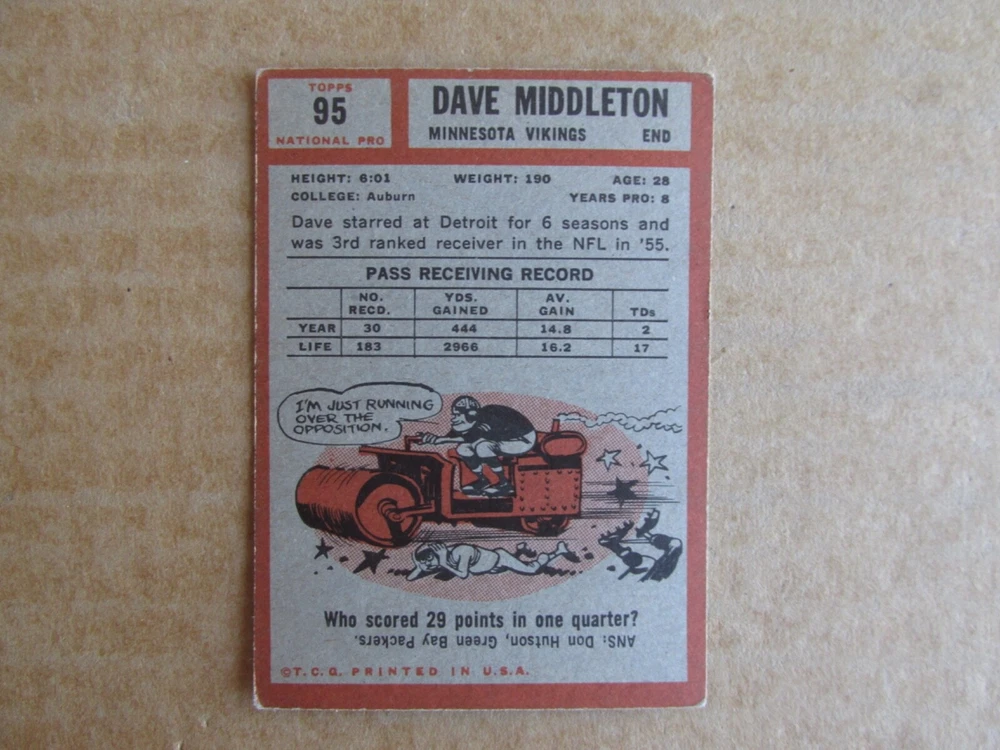 TOPPS
95
NATIONAL PRO
DAVE MIDDLETON
MINNESOTA VIKINGS END
HEIGHT: 6:01 WEIGHT: 190 AGE: 28
COLLEGE: Auburn YEARS PRO: 8
Dave starred at Detroit for 6 seasons and
was 3rd ranked receiver in the NFL in '55.
PASS RECEIVING RECORD
NO. RECD. YDS. GAINED AV. GAIN TDs
YEAR 30 444 14.8 2
LIFE 183 2966 16.2 17
I'M JUST RUNNING
OVER THE
OPPOSITION.
Who scored 29 points in one quarter?
ANS: Don Hutson, Green Bay Packers.
©T.C.G. PRINTED IN U.S.A.